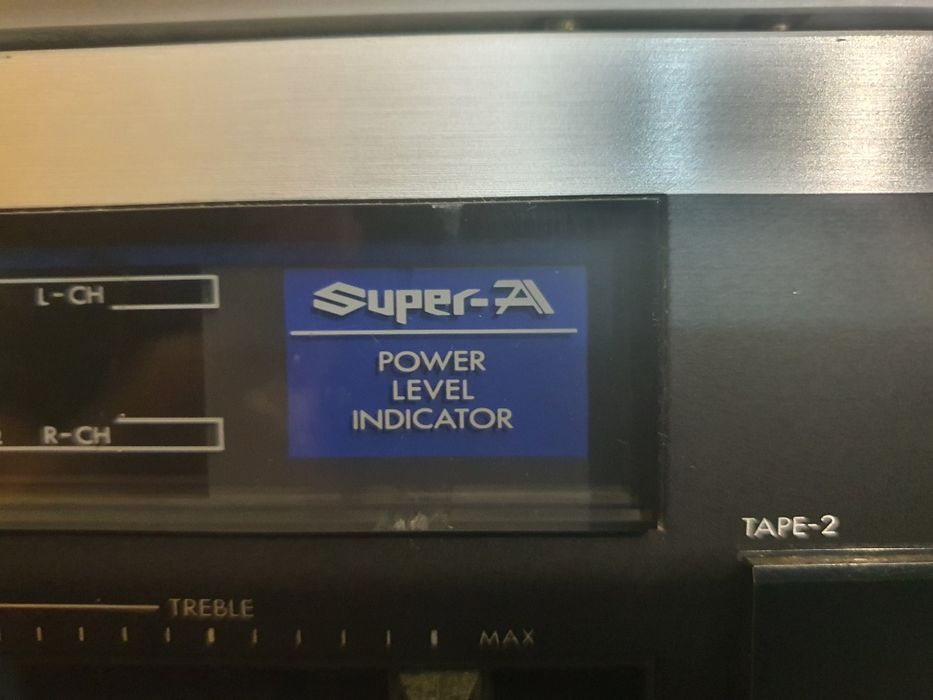 L-CH
Super-A
POWER
LEVEL
INDICATOR
R-CH
TAPE-2
TREBLE
MAX